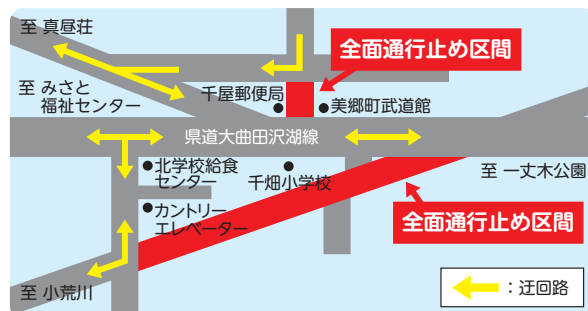 至 真昼荘
全面通行止め区間
至 みさと
福祉センター
千屋郵便局
美郷町武道館
県道大曲田沢湖線
北学校給食
センター
千畑小学校
至 一丈木公園
カントリー
エレベーター
全面通行止め区間
至 小荒川
：迂回路